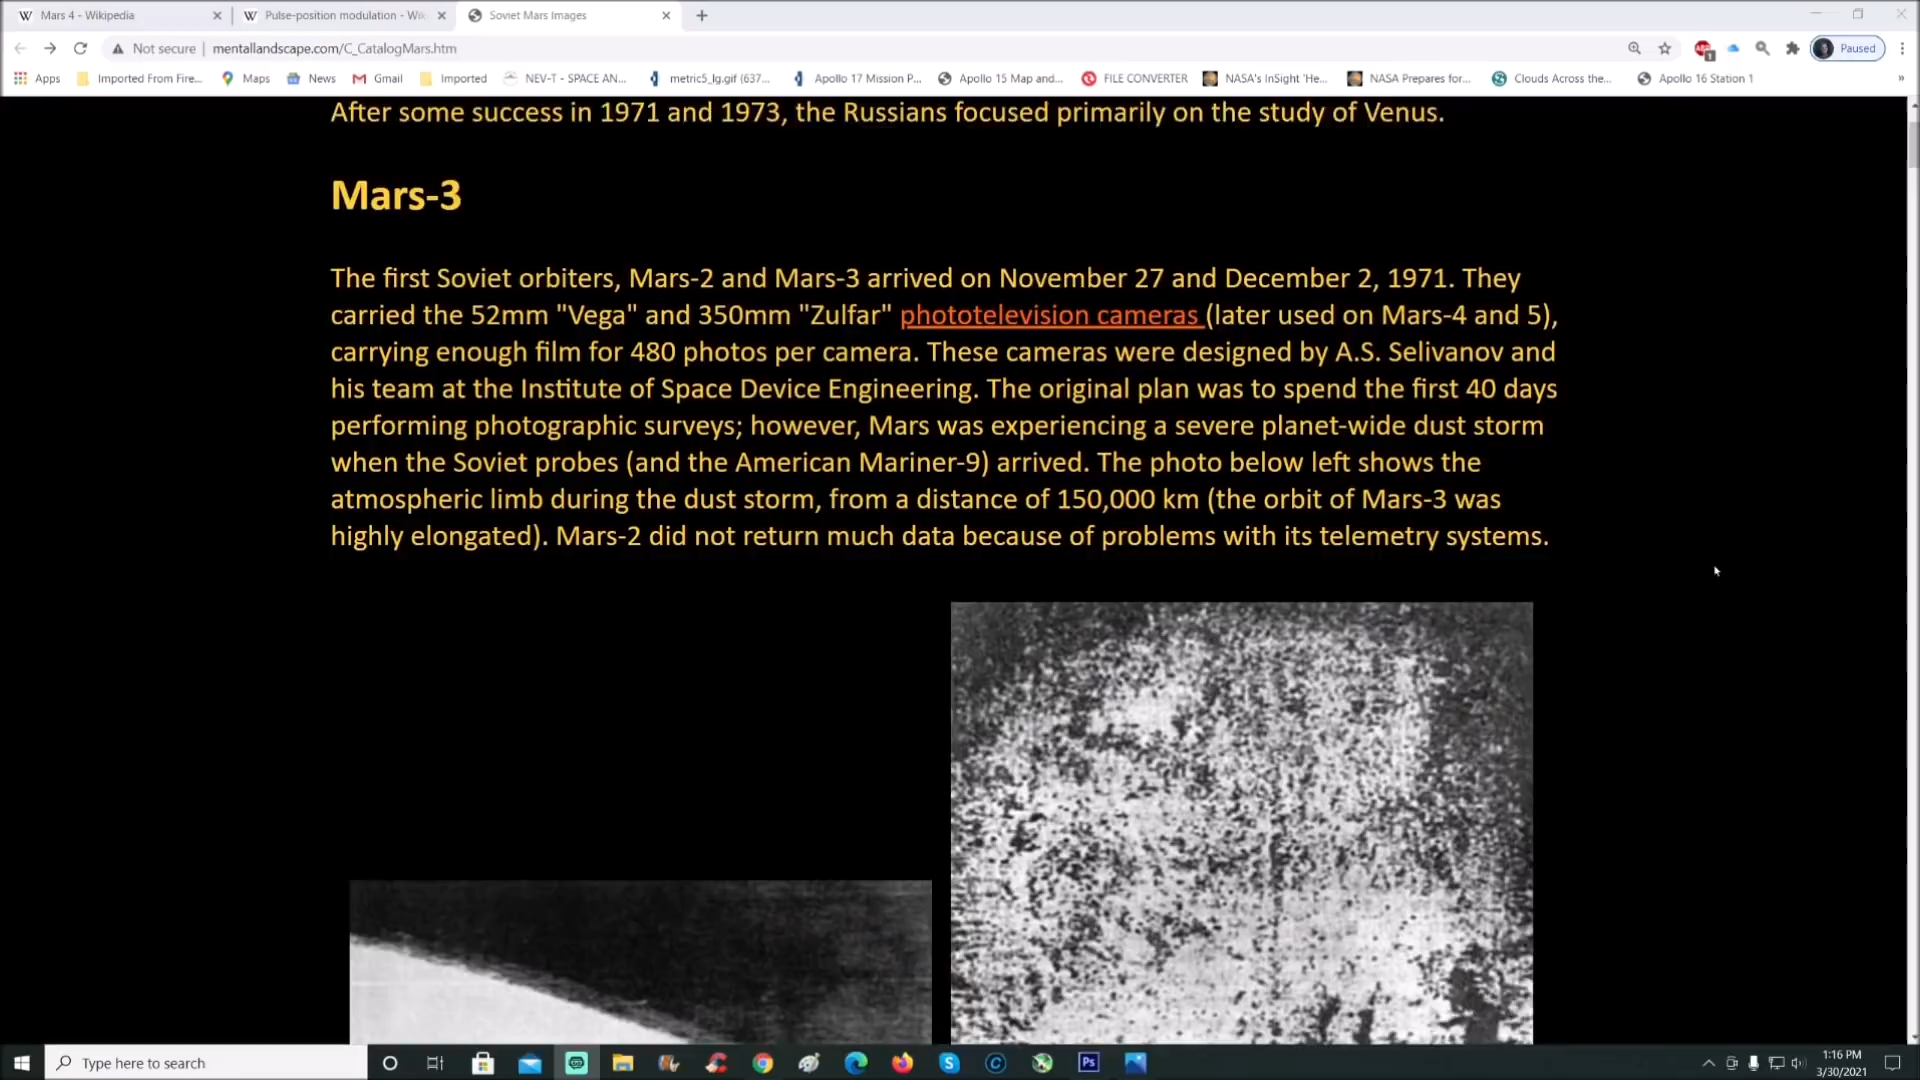 Mars 4 - Wikipedia
Pulse-position modulation - Wiki
Soviet Mars Images
Not secure
mentallandscape.com/C_CatalogMars.htm
Paused
Apps
Imported From Fire...
Maps
News
Gmail
Imported
NEV-T - SPACE AN...
metric5_lg.gif (637...
Apollo 17 Mission P...
Apollo 15 Map and...
FILE CONVERTER
NASA's InSight 'He...
NASA Prepares for...
Clouds Across the...
Apollo 16 Station 1
After some success in 1971 and 1973, the Russians focused primarily on the study of Venus.
Mars-3
The first Soviet orbiters, Mars-2 and Mars-3 arrived on November 27 and December 2, 1971. They
carried the 52mm "Vega" and 350mm "Zulfar" phototelevision cameras (later used on Mars-4 and 5),
carrying enough film for 480 photos per camera. These cameras were designed by A.S. Selivanov and
his team at the Institute of Space Device Engineering. The original plan was to spend the first 40 days
performing photographic surveys; however, Mars was experiencing a severe planet-wide dust storm
when the Soviet probes (and the American Mariner-9) arrived. The photo below left shows the
atmospheric limb during the dust storm, from a distance of 150,000 km (the orbit of Mars-3 was
highly elongated). Mars-2 did not return much data because of problems with its telemetry systems.
Type here to search
1:16 PM
3/30/2021